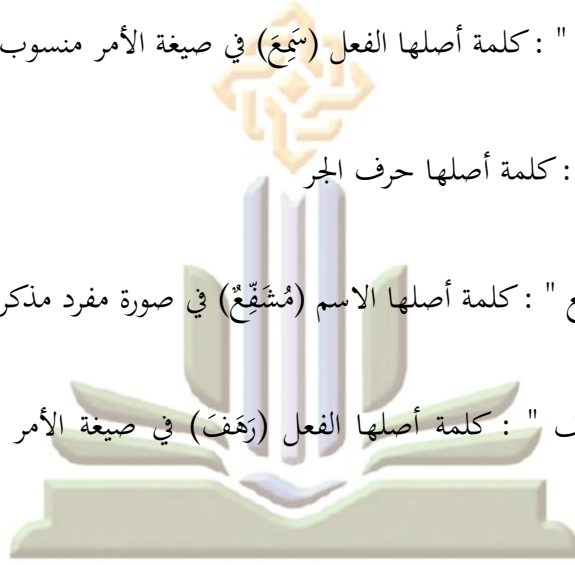 " : كلمة أصلها الفعل (سَمِعَ) في صيغة الأمر منسوب
: كلمة أصلها حرف الجر
ع " : كلمة أصلها الاسم (مُشَفِّعٌ) في صورة مفرد مذكر
ف " : كلمة أصلها الفعل (رَهَفَ) في صيغة الأمر